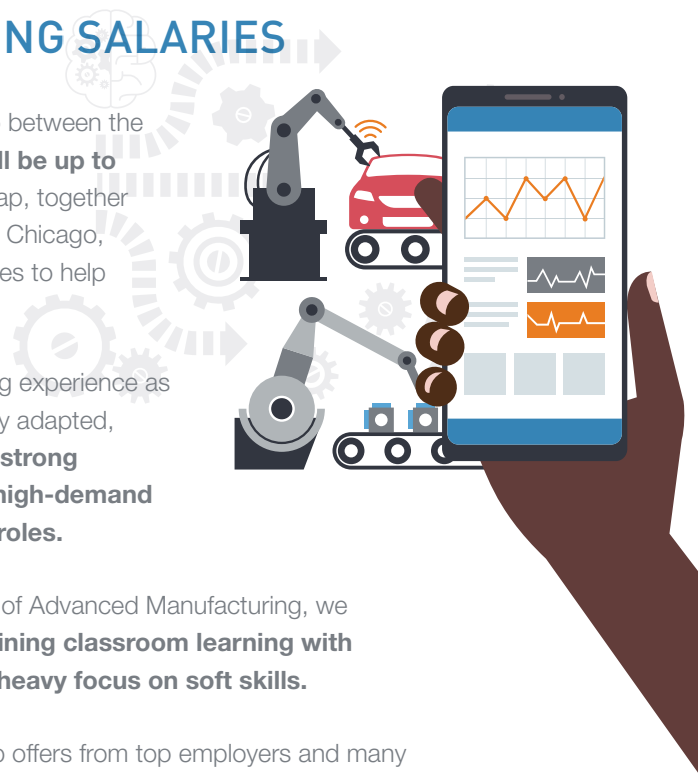 NG SALARIES
between the
ll be up to
ap, together
Chicago,
es to help
g experience as
y adapted,
strong
high-demand
roles.
of Advanced Manufacturing, we
ining classroom learning with
heavy focus on soft skills.
o offers from top employers and many